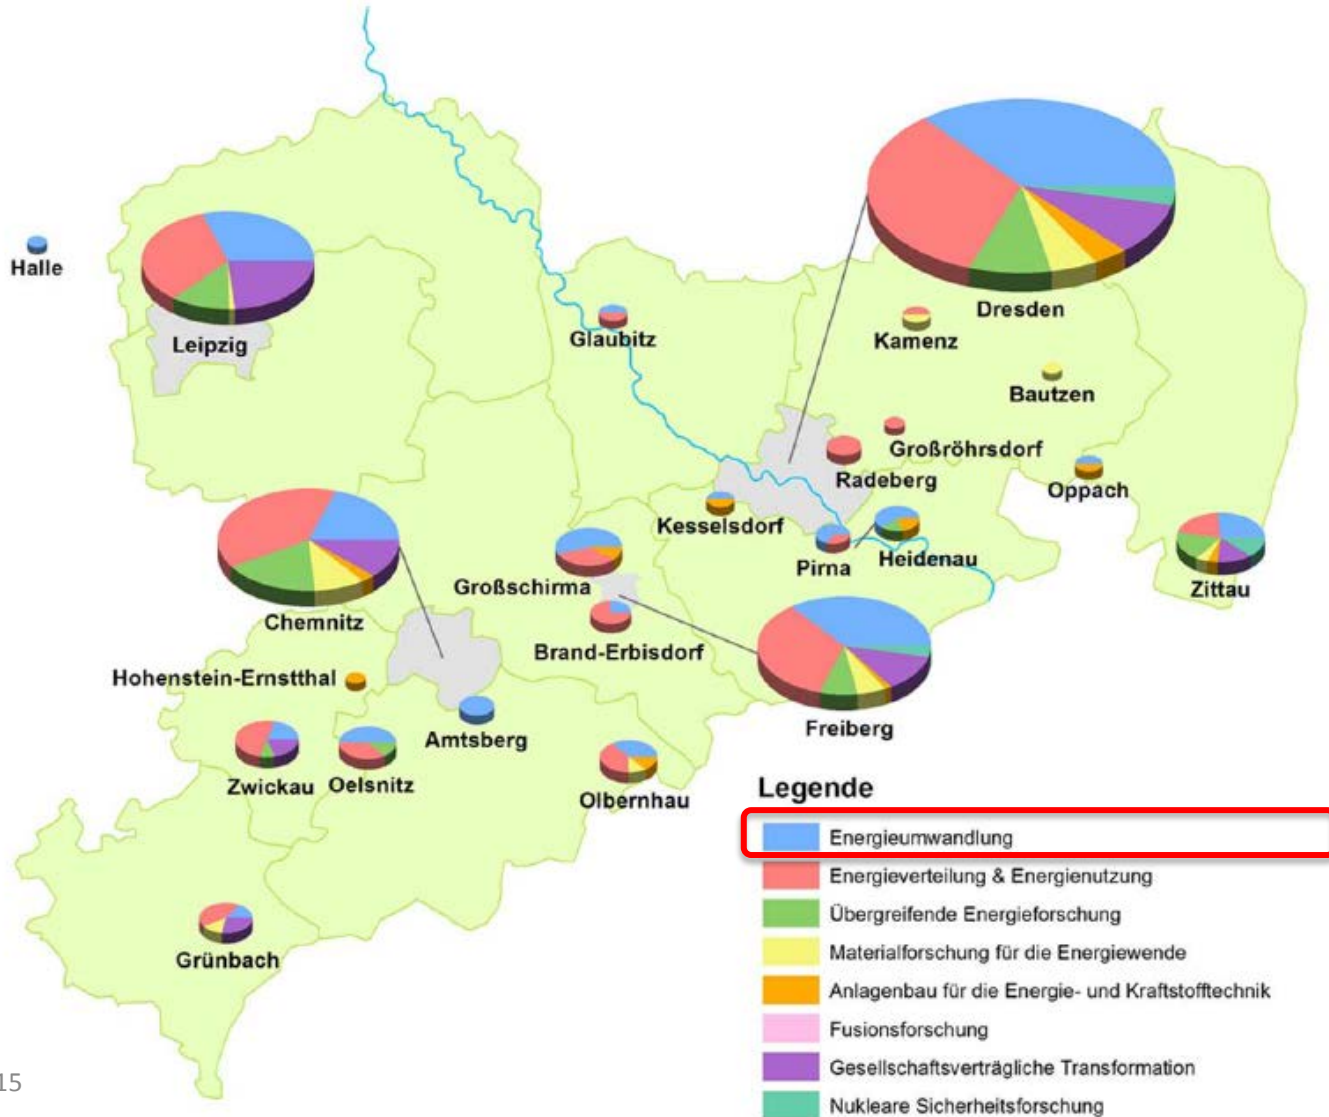 Halle
Leipzig
Glaubitz
Dresden
Kamenz
Bautzen
Großröhrsdorf
Radeberg
Oppach
Kesselsdorf
Pirna
Heidenau
Zittau
Großschirma
Chemnitz
Brand-Erbisdorf
Hohenstein-Ernstthal
Freiberg
Amtsberg
Zwickau
Oelsnitz
Olbernhau
Grünbach
Legende
Energieumwandlung
Energieverteilung & Energienutzung
Übergreifende Energieforschung
Materialforschung für die Energiewende
Anlagenbau für die Energie- und Kraftstofftechnik
Fusionsforschung
Gesellschaftsverträgliche Transformation
Nukleare Sicherheitsforschung
15